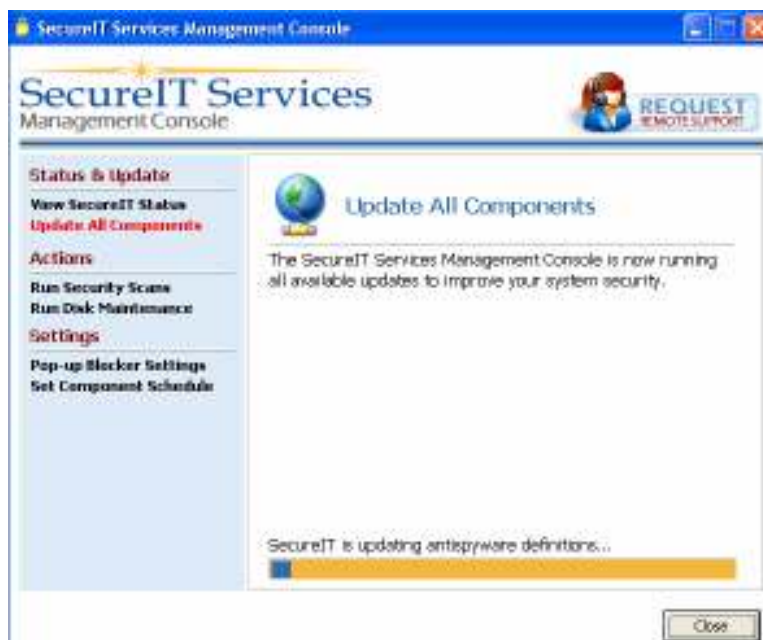 SecureIT Services Management Console
SecureIT Services
Management Console
REQUEST
REMOTE SUPPORT
Status & Update
View SecureIT Status
Update All Components
Actions
Run Security Scans
Run Disk Maintenance
Settings
Pop-up Blocker Settings
Set Component Schedule
Update All Components
The SecureIT Services Management Console is now running
all available updates to improve your system security.
SecureIT is updating antispyware definitions...
Close